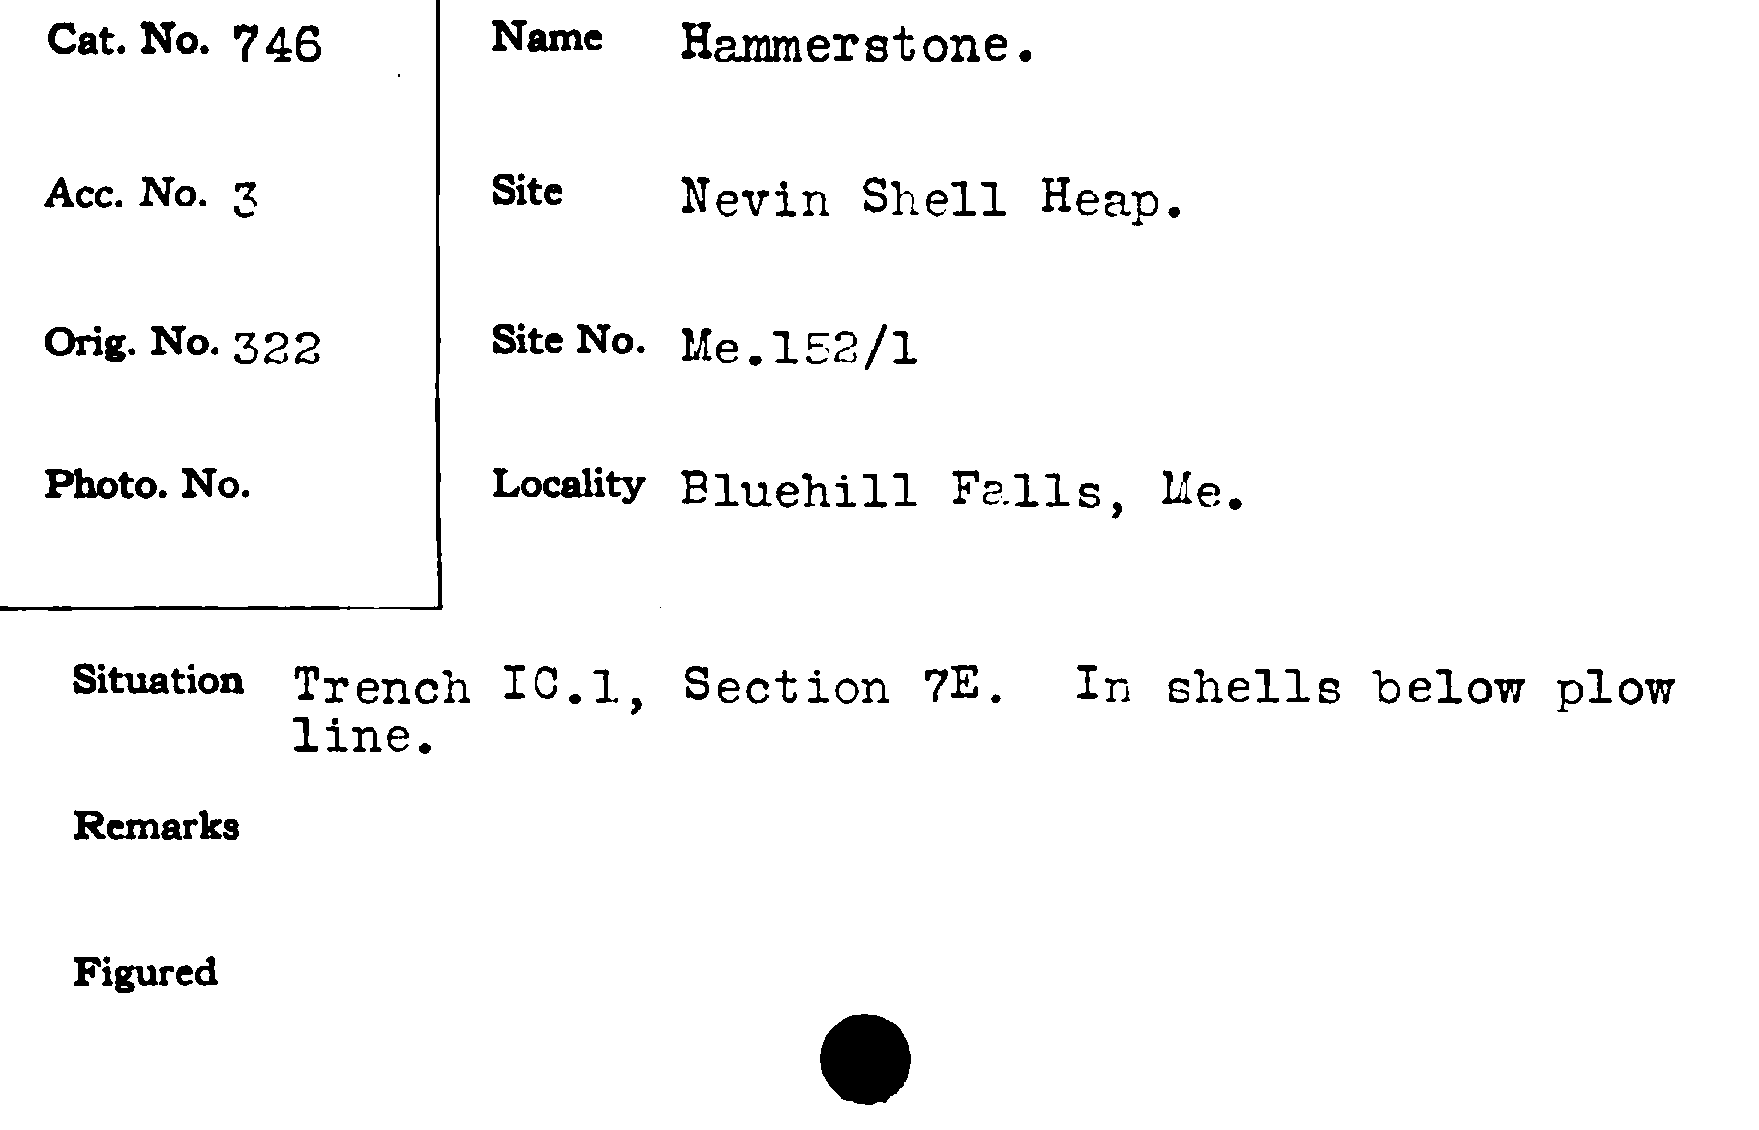 Cat. No. 746
Name Hammerstone.
Acc. No. 3
Site Nevin Shell Heap.
Orig. No. 322
Site No. Me.152/1
Photo. No.
Locality Bluehill Falls, Me.
Situation Trench IC.1, Section 7E. In shells below plow
line.
Remarks
Figured